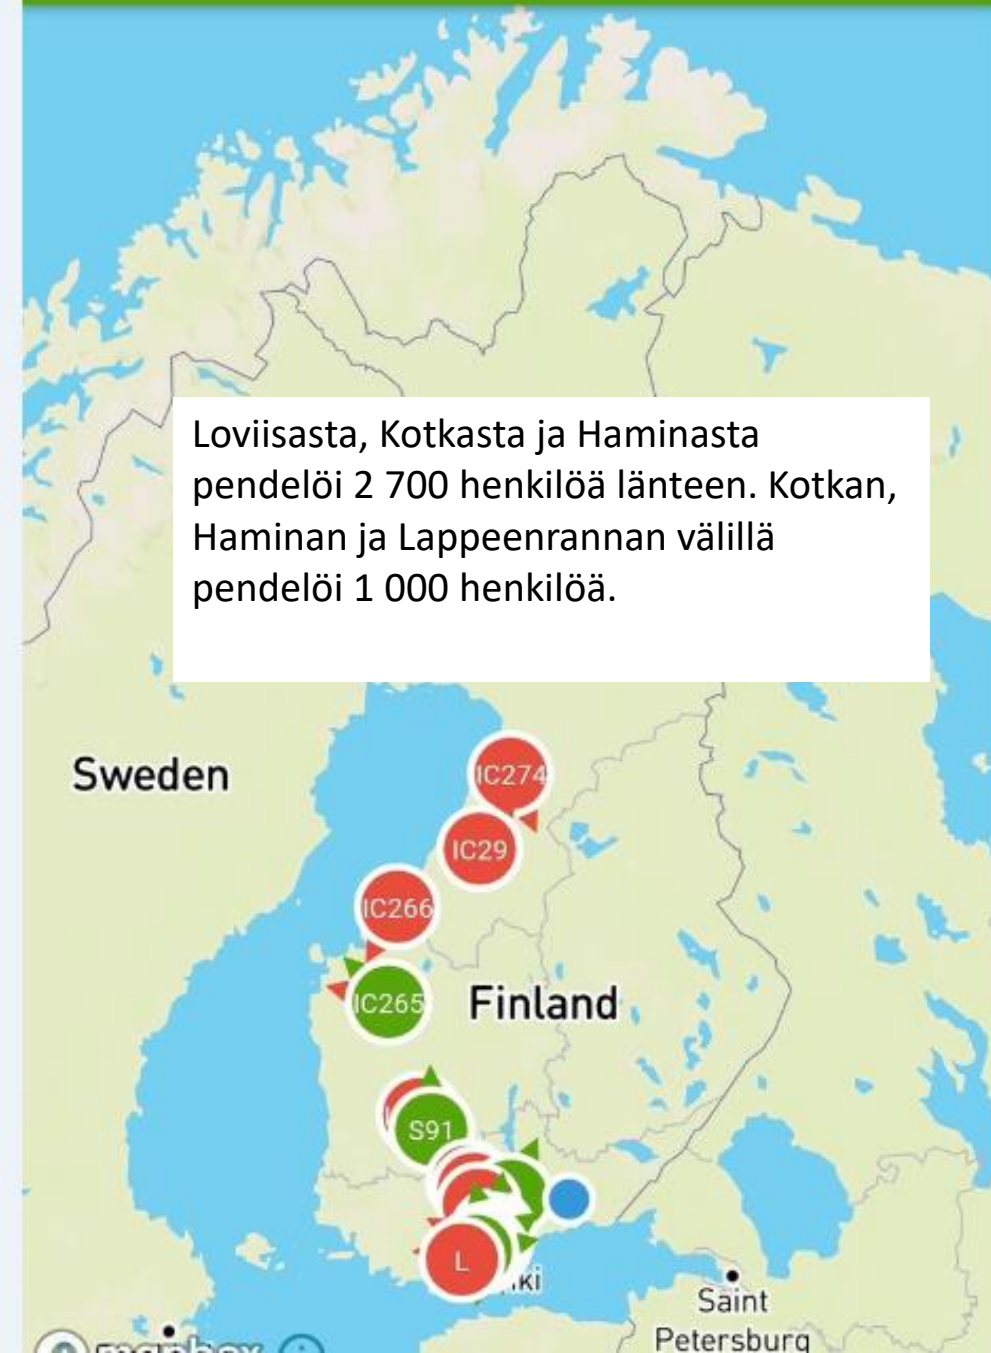 Loviisasta, Kotkasta ja Haminasta
pendelöi 2 700 henkilöä länteen. Kotkan,
Haminan ja Lappeenrannan välillä
pendelöi 1 000 henkilöä.
Sweden
IC274
IC29
IC266
IC265
Finland
S91
L
Saint
Petersburg
mapbox